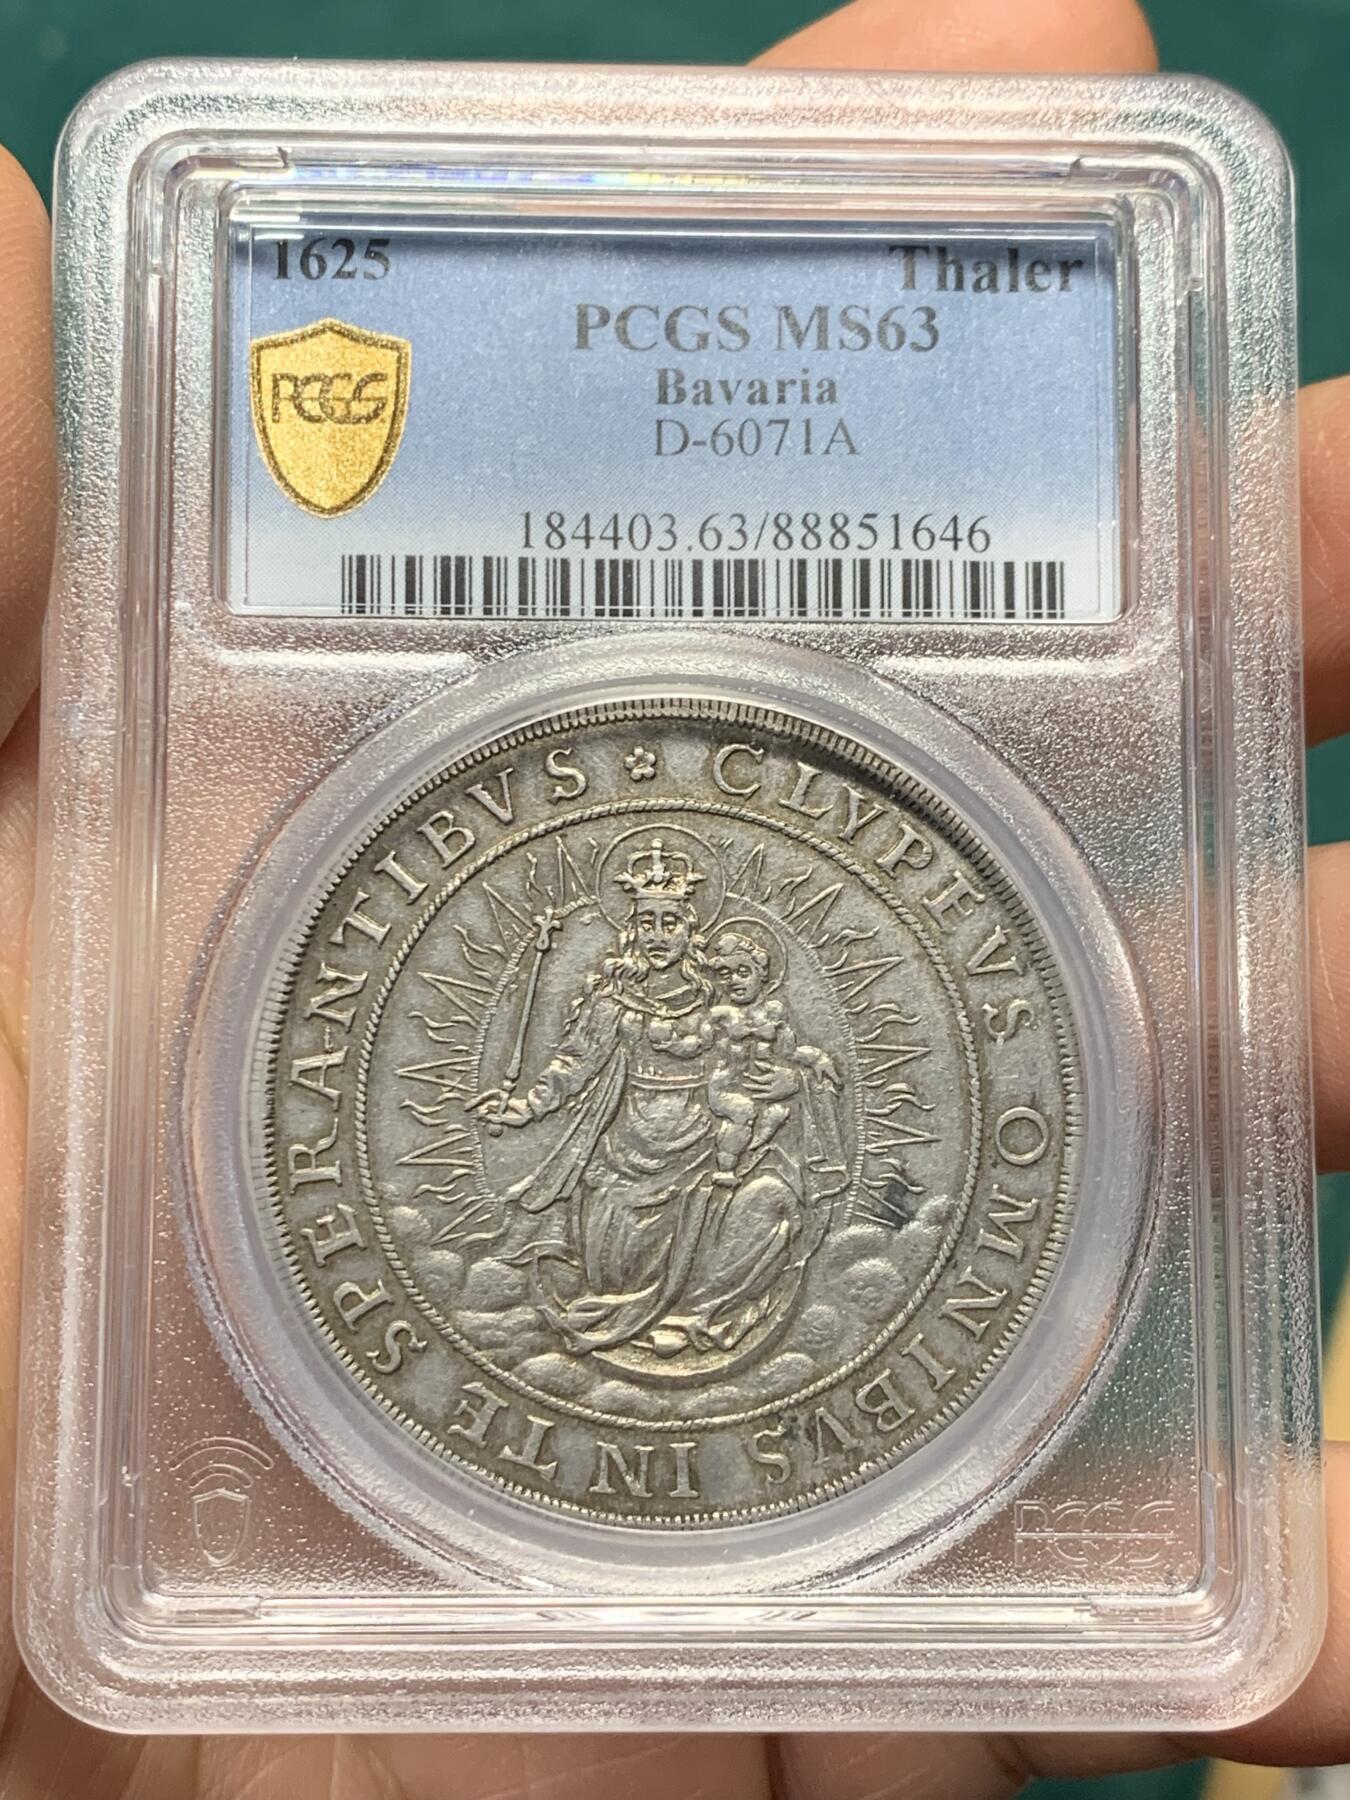 1625 Thaler
PCGS MS63
Bavaria
D-6071A
PCGS
184403.63/88851646
CLYPEVS OMNIBVS IN TE SPERANTIBVS
PCGS